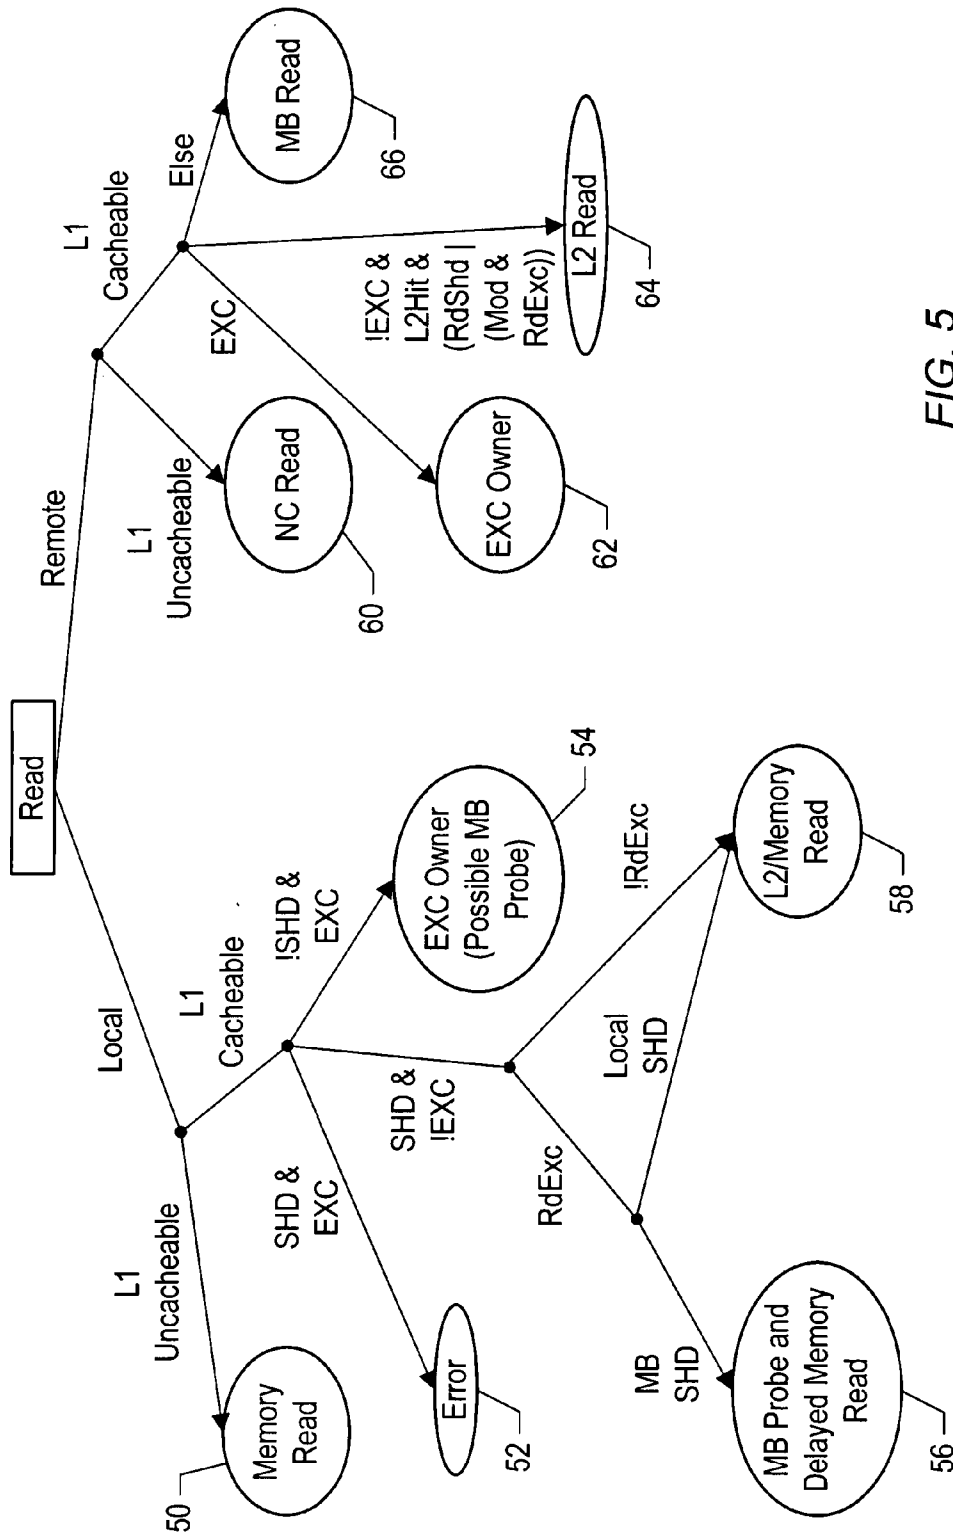 Read
Local
Remote
L1
Uncacheable
L1
Cacheable
L1
Uncacheable
L1
Cacheable
50
Memory
Read
SHD &
EXC
SHD &
!EXC
!SHD &
EXC
NC Read
60
EXC
!EXC &
L2Hit &
(RdShd |
(Mod &
RdExc))
Else
MB Read
66
Error
52
EXC Owner
(Possible MB
Probe)
54
EXC Owner
62
L2 Read
64
RdExc
!RdExc
MB
SHD
Local
SHD
MB Probe and
Delayed Memory
Read
56
L2/Memory
Read
58
FIG. 5